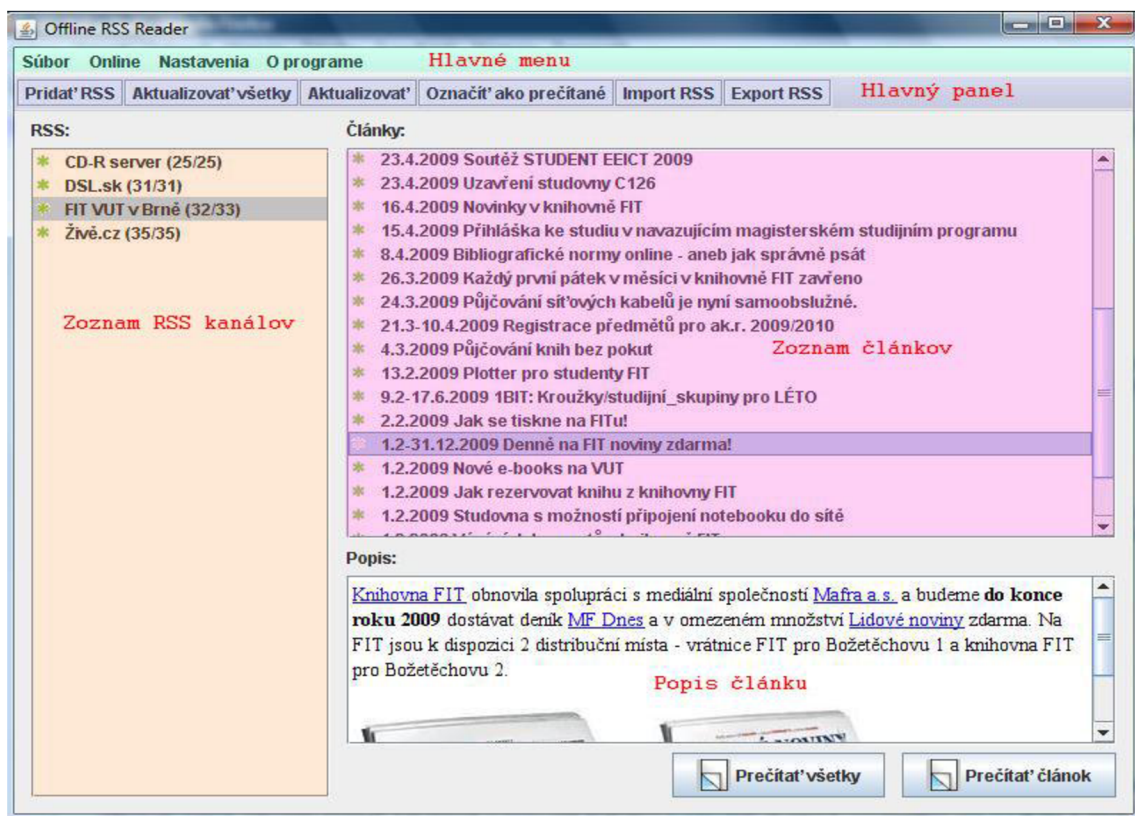 Offline RSS Reader
Súbor Online Nastavenia O programe Hlavné menu
Pridať RSS Aktualizovať všetky Aktualizovať Označiť ako prečítané Import RSS Export RSS Hlavný panel
RSS:
CD-R server (25/25)
DSL.sk (31/31)
FIT VUT v Brně (32/33)
Živě.cz (35/35)
Zoznam RSS kanálov
Články:
23.4.2009 Soutěž STUDENT EEICT 2009
23.4.2009 Uzavření studovny C126
16.4.2009 Novinky v knihovně FIT
15.4.2009 Přihláška ke studiu v navazujícím magisterském studijním programu
8.4.2009 Bibliografické normy online - aneb jak správně psát
26.3.2009 Každý první pátek v měsíci v knihovně FIT zavřeno
24.3.2009 Půjčování síťových kabelů je nyní samoobslužné.
21.3-10.4.2009 Registrace předmětů pro ak.r. 2009/2010
4.3.2009 Půjčování knih bez pokut
Zoznam článkov
13.2.2009 Plotter pro studenty FIT
9.2-17.6.2009 1BIT: Kroužky/studijní_skupiny pro LÉTO
2.2.2009 Jak se tiskne na FITu!
1.2-31.12.2009 Denně na FIT noviny zdarma!
1.2.2009 Nové e-books na VUT
1.2.2009 Jak rezervovat knihu z knihovny FIT
1.2.2009 Studovna s možností připojení notebooku do sítě
Popis:
Knihovna FIT obnovila spolupráci s mediální společností Mafra a.s. a budeme do konce
roku 2009 dostávat deník MF Dnes a v omezeném množství Lidové noviny zdarma. Na
FIT jsou k dispozici 2 distribuční místa - vrátnice FIT pro Božetěchovu 1 a knihovna FIT
pro Božetěchovu 2.
Popis článku
NOVINY
Prečítať všetky Prečítať článok